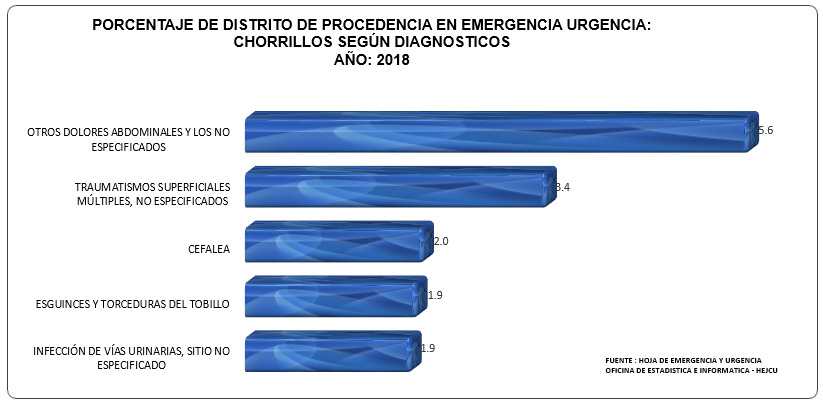 PORCENTAJE DE DISTRITO DE PROCEDENCIA EN EMERGENCIA URGENCIA:
CHORRILLOS SEGÚN DIAGNOSTICOS
AÑO: 2018
OTROS DOLORES ABDOMINALES Y LOS NO
ESPECIFICADOS
5.6
TRAUMATISMOS SUPERFICIALES
MÚLTIPLES, NO ESPECIFICADOS
3.4
CEFALEA
2.0
ESGUINCES Y TORCEDURAS DEL TOBILLO
1.9
INFECCIÓN DE VÍAS URINARIAS, SITIO NO
ESPECIFICADO
1.9
FUENTE : HOJA DE EMERGENCIA Y URGENCIA
OFICINA DE ESTADISTICA E INFORMATICA - HEJCU